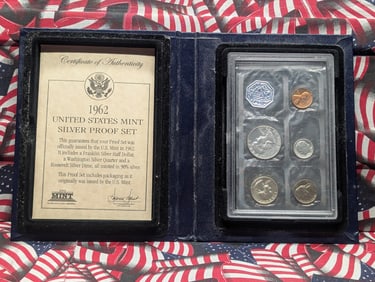 Certificate of Authenticity
1962
UNITED STATES MINT
SILVER PROOF SET
This guarantees that your Proof Set was
officially issued by the U.S. Mint in 1962.
It includes a Franklin Silver Half Dollar,
a Washington Silver Quarter and a
Roosevelt Silver Dime, all minted in 90% silver.
This Proof Set includes packaging as it
originally was issued by the U.S. Mint.
MINT